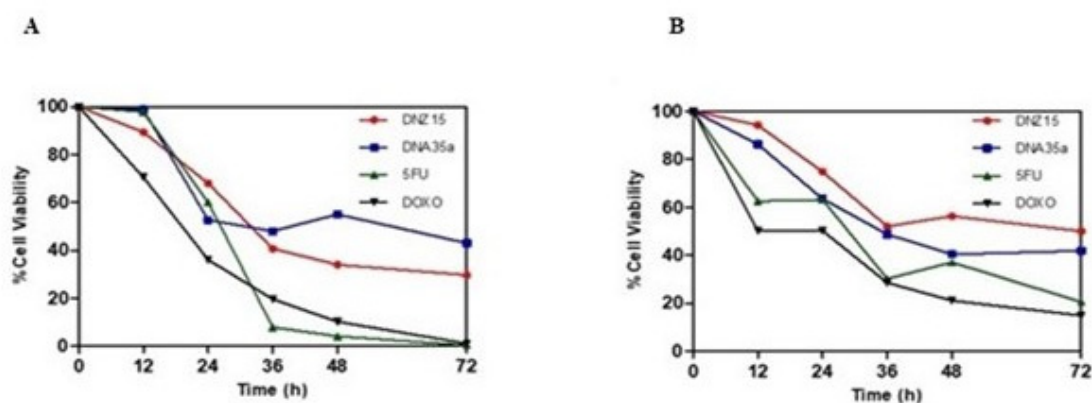 A
B
100
80
60
40
20
0
% Cell Viability
0 12 24 36 48 72
Time (h)
DNZ15
DNA35a
5FU
DOXO
100
80
60
40
20
0
% Cell Viability
0 12 24 36 48 72
Time (h)
DNZ15
DNA35a
5FU
DOXO